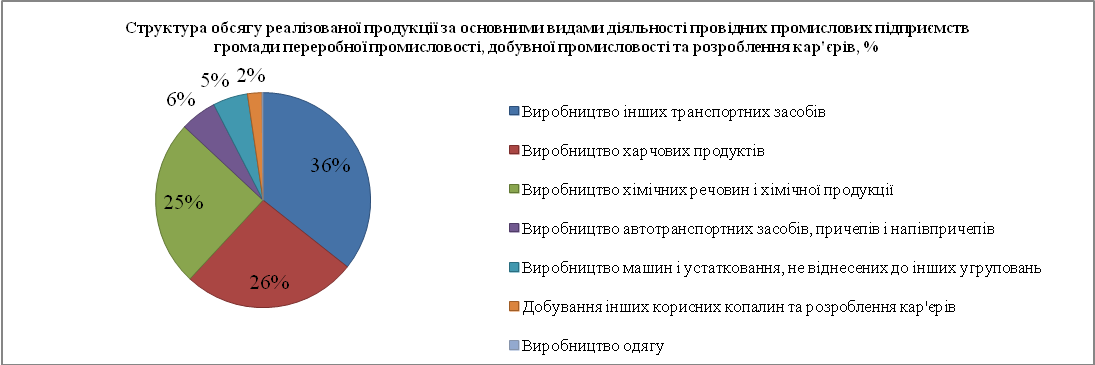 Структура обсягу реалізованої продукції за основними видами діяльності провідних промислових підприємств
громади переробної промисловості, добувної промисловості та розроблення кар'єрів, %
2%
5%
6%
36%
25%
26%
Виробництво інших транспортних засобів
Виробництво харчових продуктів
Виробництво хімічних речовин і хімічної продукції
Виробництво автотранспортних засобів, причепів і напівпричепів
Виробництво машин і устатковання, не віднесених до інших угруповань
Добування інших корисних копалин та розроблення кар'єрів
Виробництво одягу